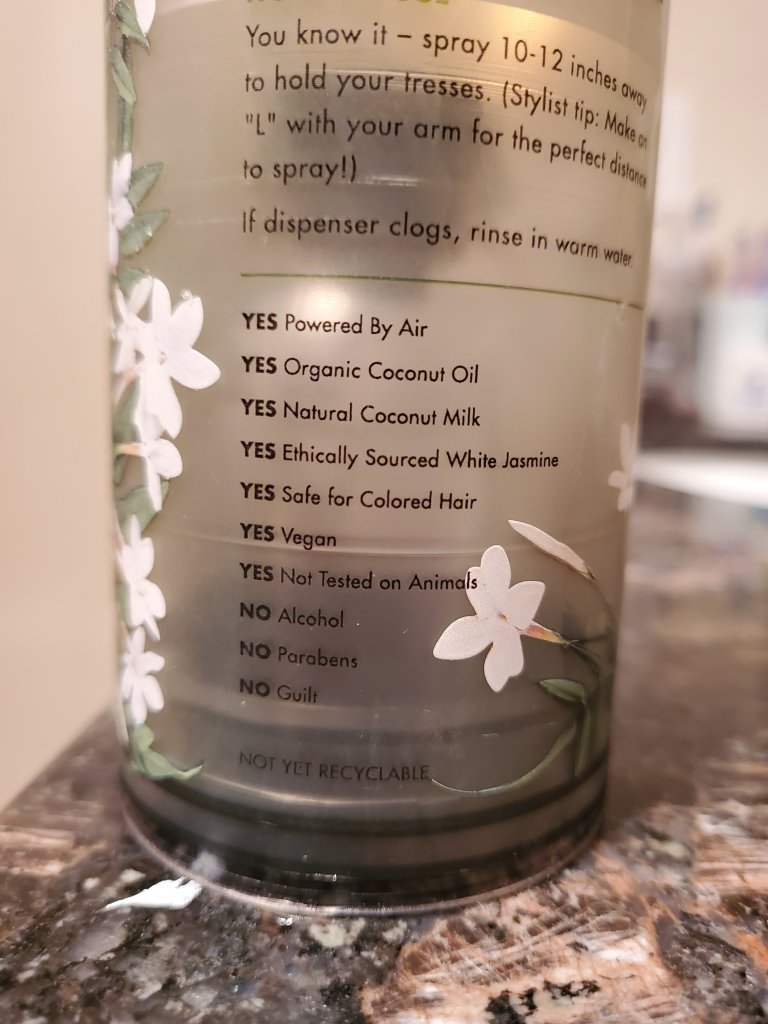 You know it – spray 10-12 inches away
to hold your tresses. (Stylist tip: Make an
"L" with your arm for the perfect distance
to spray!)
If dispenser clogs, rinse in warm water.
YES Powered By Air
YES Organic Coconut Oil
YES Natural Coconut Milk
YES Ethically Sourced White Jasmine
YES Safe for Colored Hair
YES Vegan
YES Not Tested on Animals
NO Alcohol
NO Parabens
NO Guilt
NOT YET RECYCLABLE